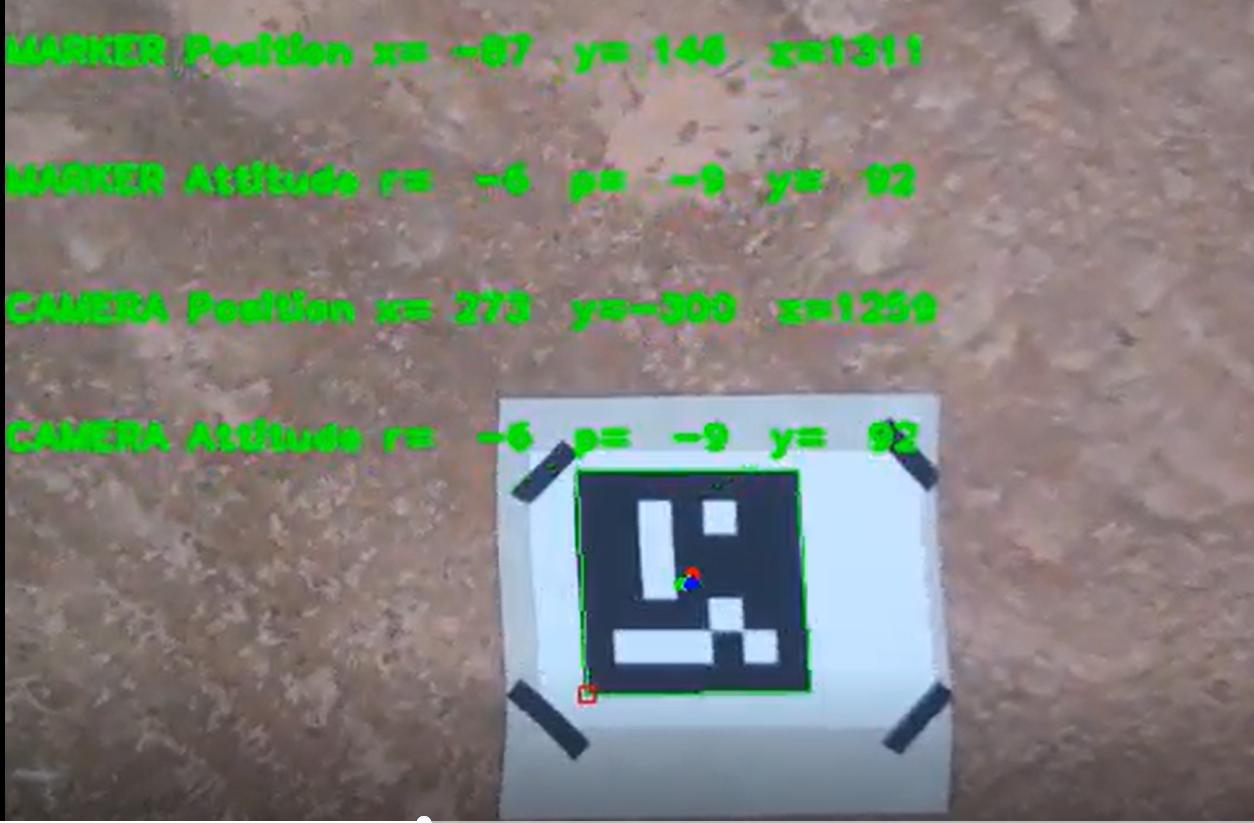 MARKER Position x= -87 y= 146 z=1311
MARKER Attitude r= -6 p= -9 y= 92
CAMERA Position x= 273 y=-300 z=1259
CAMERA Attitude r= -6 p= -9 y= 92